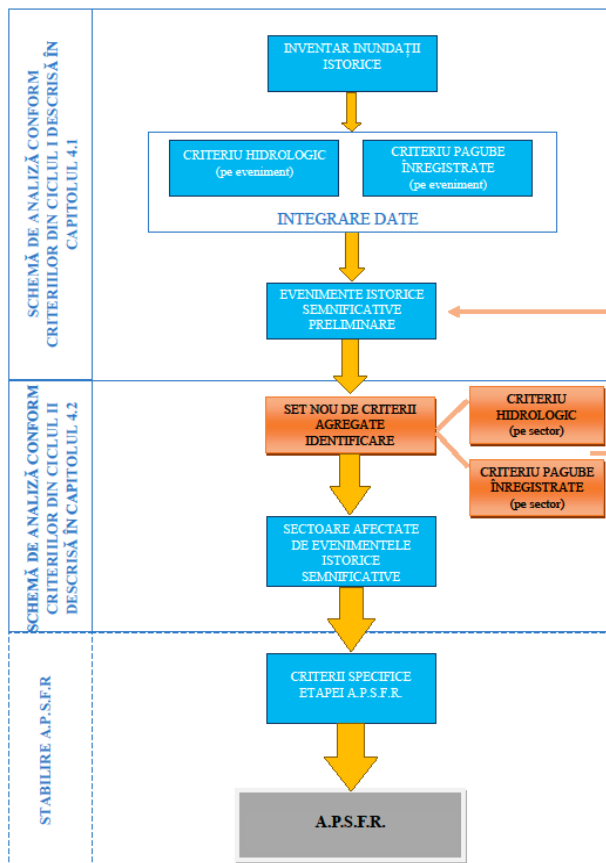 SCHEMĂ DE ANALIZĂ CONFORM
CRITERIILOR DIN CICLUL I DESCRISĂ ÎN
CAPITOLUL 4.1
INVENTAR INUNDAȚII
ISTORICE
CRITERIU HIDROLOGIC
(pe eveniment)
CRITERIU PAGUBE
ÎNREGISTRATE
(pe eveniment)
INTEGRARE DATE
EVENIMENTE ISTORICE
SEMNIFICATIVE
PRELIMINARE
SCHEMĂ DE ANALIZĂ CONFORM
CRITERIILOR DIN CICLUL II
DESCRISĂ ÎN CAPITOLUL 4.2
SET NOU DE CRITERII
AGREGATE
IDENTIFICARE
CRITERIU
HIDROLOGIC
(pe sector)
CRITERIU PAGUBE
ÎNREGISTRATE
(pe sector)
SECTOARE AFECTATE
DE EVENIMENTELE
ISTORICE
SEMNIFICATIVE
STABILIRE A.P.S.F.R
CRITERII SPECIFICE
ETAPEI A.P.S.F.R.
A.P.S.F.R.